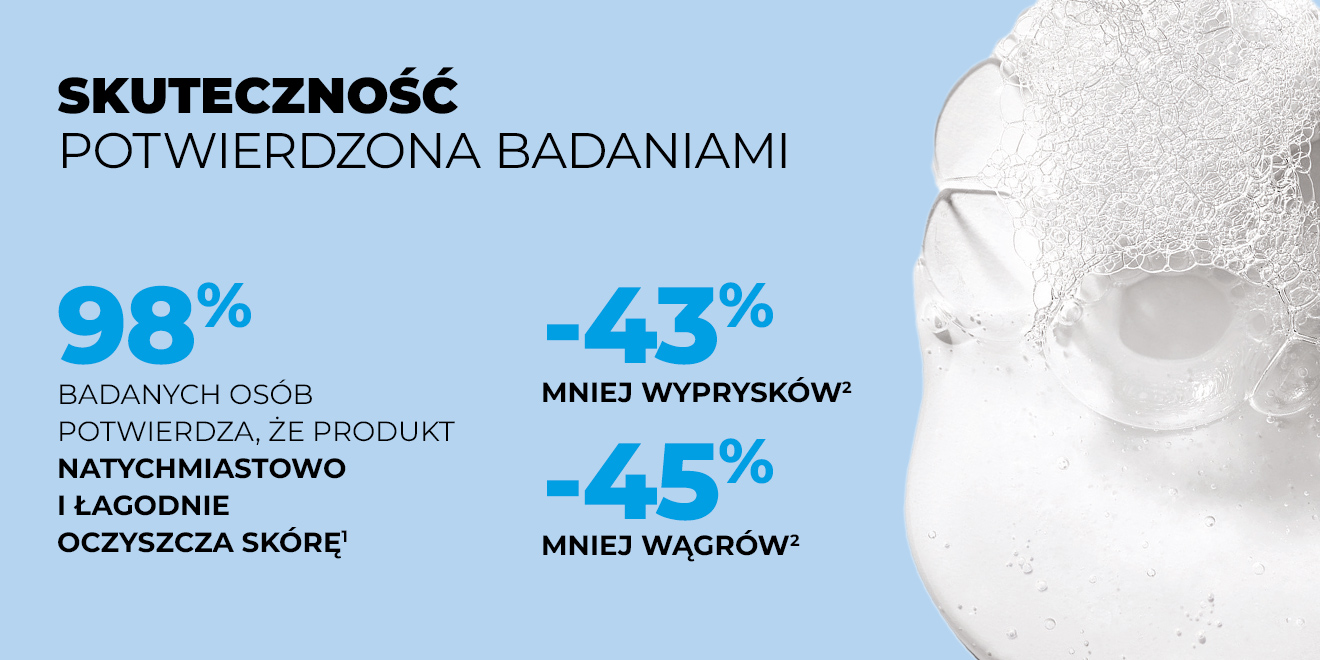 SKUTECZNOŚĆ
POTWIERDZONA BADANIAMI
98%
BADANYCH OSÓB
POTWIERDZA, ŻE PRODUKT
NATYCHMIASTOWO
I ŁAGODNIE
OCZYSZCZA SKÓRĘ¹
-43%
MNIEJ WYPRYSKÓW²
-45%
MNIEJ WĄGRÓW²